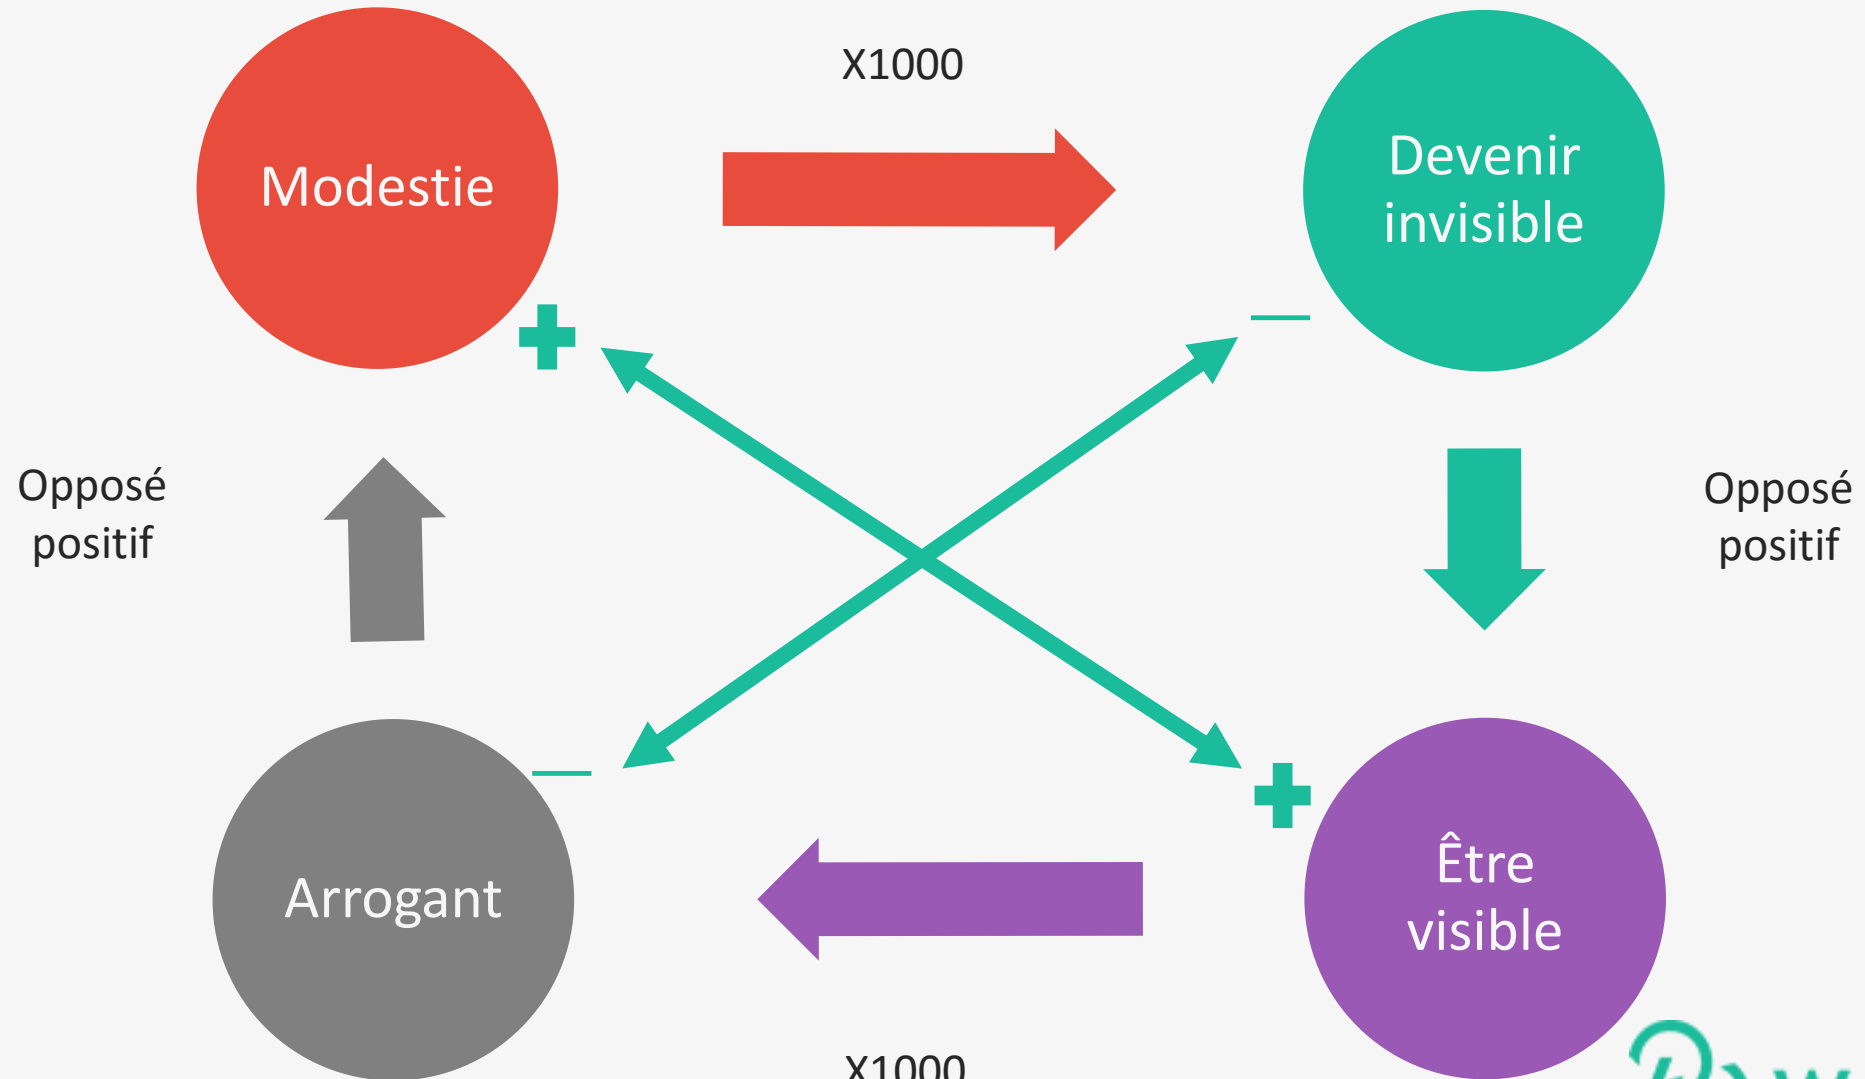 X1000
Modestie
Devenir
invisible
Opposé
positif
Opposé
positif
Arrogant
Être
visible
X1000